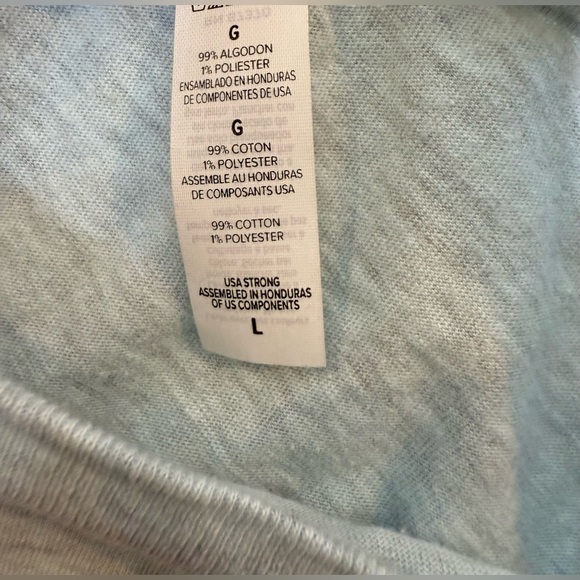 G
99% ALGODON
1% POLIESTER
ENSAMBLADO EN HONDURAS
DE COMPONENTES DE USA
G
99% COTON
1% POLYESTER
ASSEMBLE AU HONDURAS
DE COMPOSANTS USA
99% COTTON
1% POLYESTER
USA STRONG
ASSEMBLED IN HONDURAS
OF US COMPONENTS
L